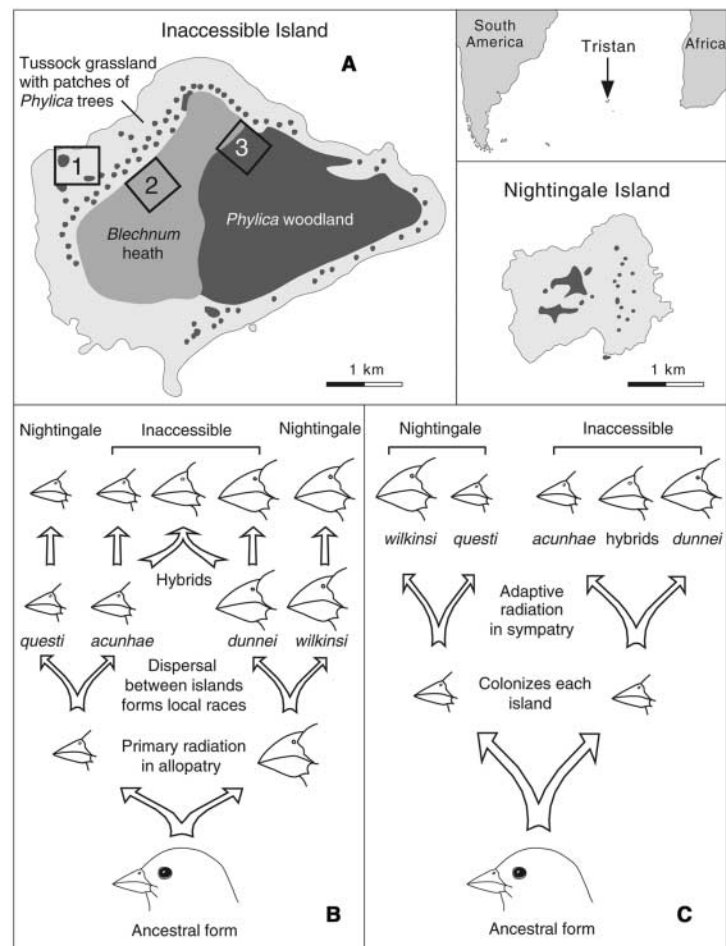 Inaccessible Island
A
Tussock grassland
with patches of
Phylica trees
1
2
3
Blechnum
heath
Phylica woodland
1 km
South
America
Tristan
Africa
Nightingale Island
1 km
Nightingale
Inaccessible
Nightingale
Hybrids
questi
acunhae
dunnei
wilkinsi
Dispersal
between islands
forms local races
Primary radiation
in allopatry
Ancestral form
B
Nightingale
Inaccessible
wilkinsi
questi
acunhae
hybrids
dunnei
Adaptive
radiation
in sympatry
Colonizes each
island
Ancestral form
C